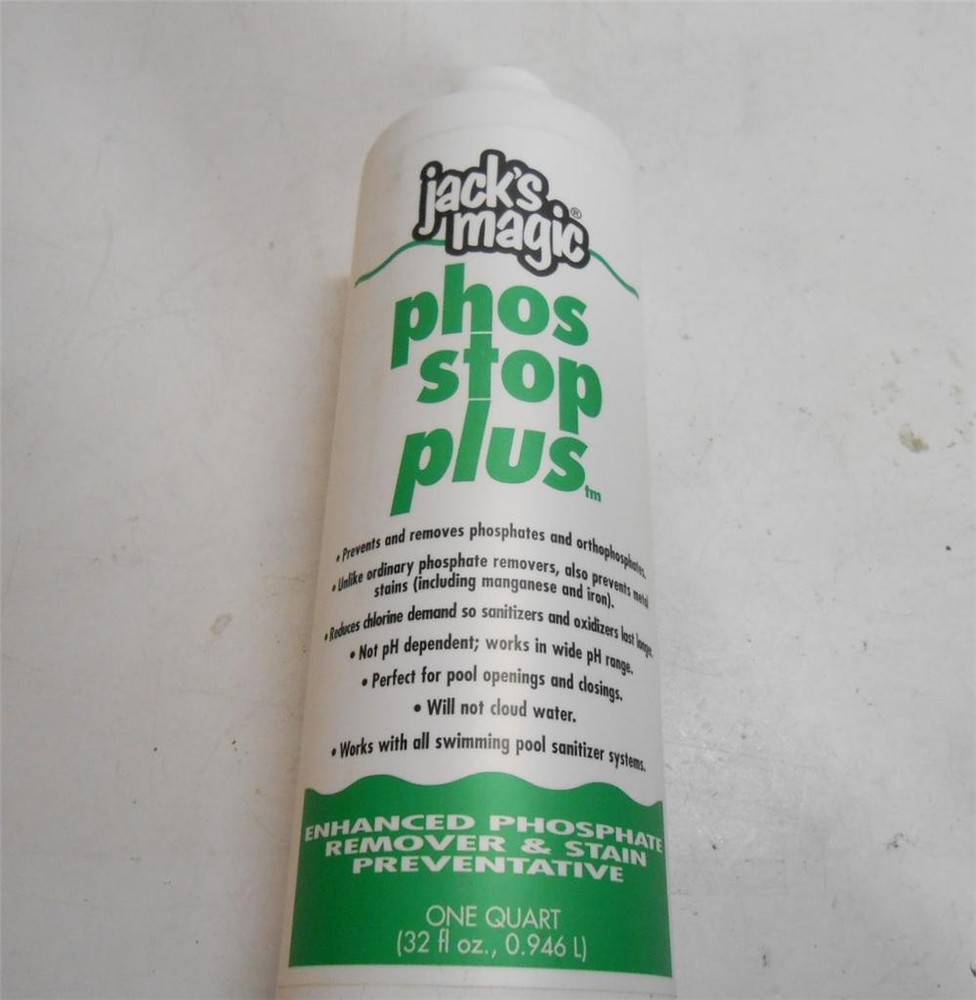 jack's
magic®
phos
stop
plus™
• Prevents and removes phosphates and orthophosphates.
• Unlike ordinary phosphate removers, also prevents metal
stains (including manganese and iron).
• Reduces chlorine demand so sanitizers and oxidizers last longer.
• Not pH dependent; works in wide pH range.
• Perfect for pool openings and closings.
• Will not cloud water.
• Works with all swimming pool sanitizer systems.
ENHANCED PHOSPHATE
REMOVER & STAIN
PREVENTATIVE
ONE QUART
(32 fl oz., 0.946 L)